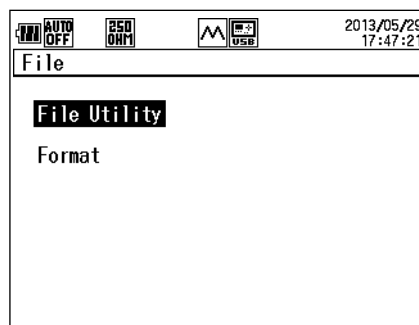 AUTO OFF 250 OHM USB 2013/05/29 17:47:21
File
File Utility
Format